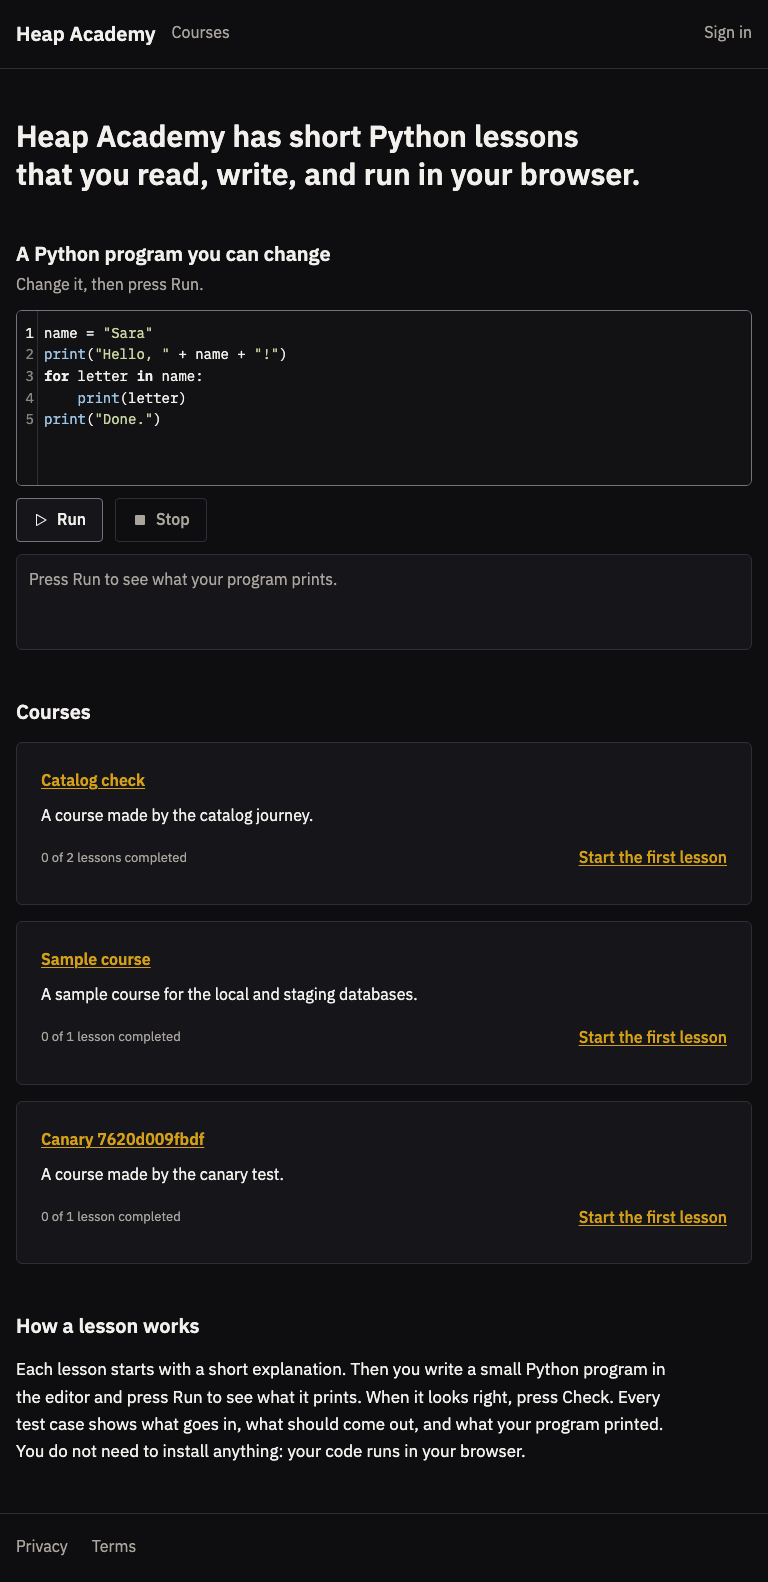 Heap Academy Courses Sign in
Heap Academy has short Python lessons
that you read, write, and run in your browser.
A Python program you can change
Change it, then press Run.
1 name = "Sara"
2 print("Hello, " + name + "!")
3 for letter in name:
4     print(letter)
5 print("Done.")
Run Stop
Press Run to see what your program prints.
Courses
Catalog check
A course made by the catalog journey.
0 of 2 lessons completed Start the first lesson
Sample course
A sample course for the local and staging databases.
0 of 1 lesson completed Start the first lesson
Canary 7620d009fbdf
A course made by the canary test.
0 of 1 lesson completed Start the first lesson
How a lesson works
Each lesson starts with a short explanation. Then you write a small Python program in
the editor and press Run to see what it prints. When it looks right, press Check. Every
test case shows what goes in, what should come out, and what your program printed.
You do not need to install anything: your code runs in your browser.
Privacy Terms